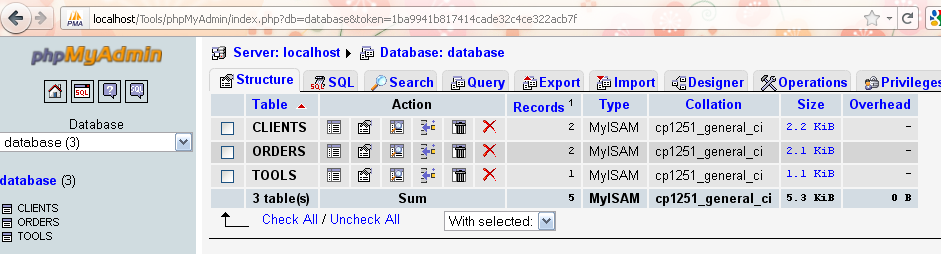 localhost/Tools/phpMyAdmin/index.php?db=database&token=1ba9941b817414cade32c4ce322acb7f
phpMyAdmin
Database
database (3)
database (3)
CLIENTS
ORDERS
TOOLS
Server: localhost Database: database
Structure SQL Search Query Export Import Designer Operations Privileges
Table Action Records 1 Type Collation Size Overhead
CLIENTS 2 MyISAM cp1251_general_ci 2.2 KiB -
ORDERS 2 MyISAM cp1251_general_ci 2.1 KiB -
TOOLS 1 MyISAM cp1251_general_ci 1.1 KiB -
3 table(s) Sum 5 MyISAM cp1251_general_ci 5.3 KiB 0 B
Check All / Uncheck All With selected: